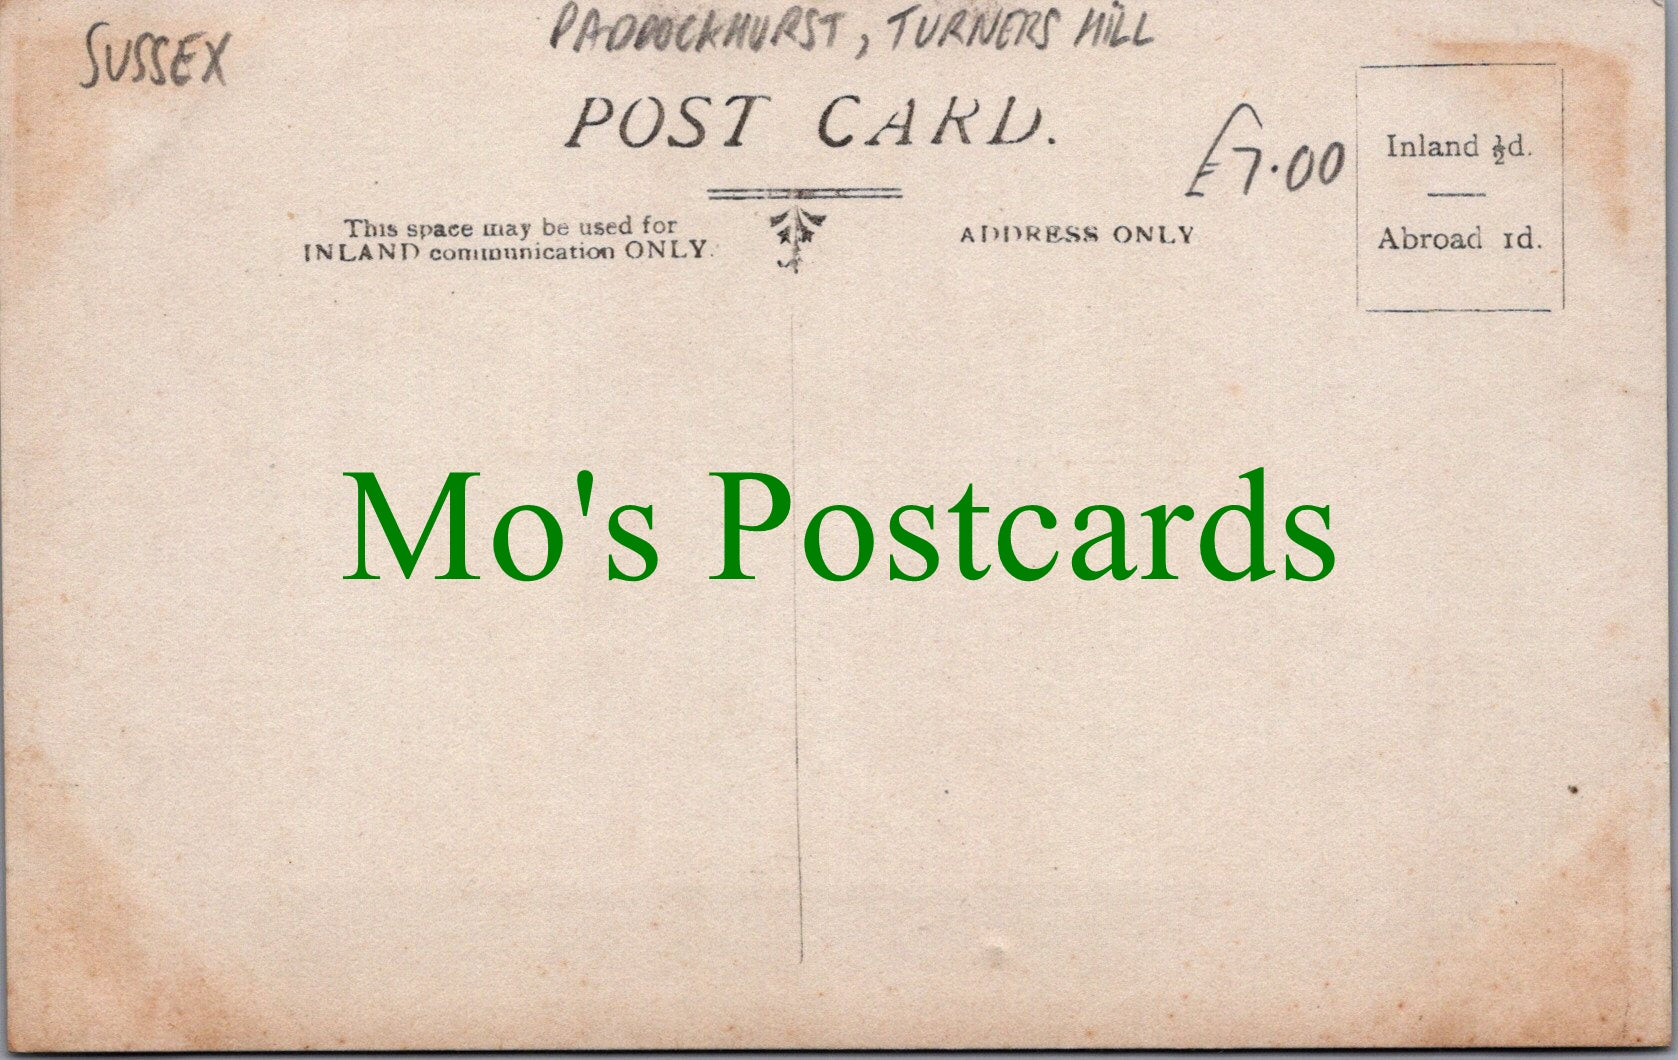 SUSSEX
PADDOCKHURST, TURNERS HILL
POST CARD.
£7.00
Inland ½d.
Abroad 1d.
This space may be used for
INLAND communication ONLY.
ADDRESS ONLY
Mo's Postcards